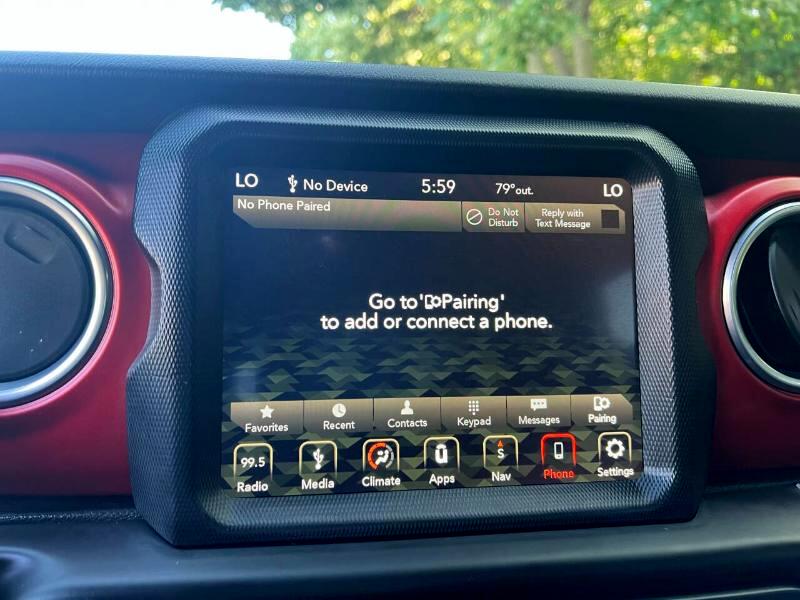 LO No Device 5:59 79°out. LO
No Phone Paired
Do Not
Disturb
Reply with
Text Message
Go to 'Pairing'
to add or connect a phone.
Favorites Recent Contacts Keypad Messages Pairing
99.5 S
Radio Media Climate Apps Nav Phone Settings